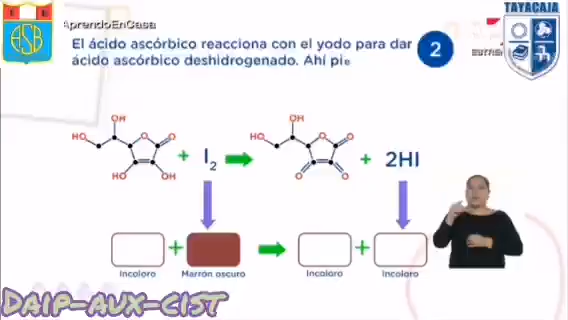 AprendoEnCasa
TAYACAJA
El ácido ascórbico reacciona con el yodo para dar
ácido ascórbico deshidrogenado. Ahí pie
2
OH
HO
O
O
HO
OH
+
I2
OH
HO
O
O
O
O
+
2HI
+
+
Incoloro
Marrón oscuro
Incoloro
Incoloro
DAIP-AUX-CIST